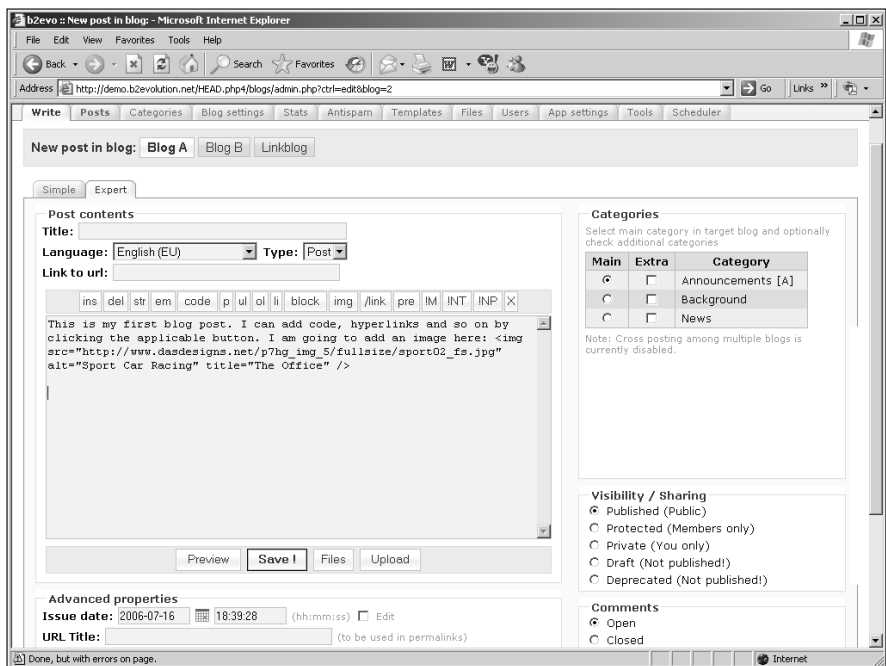 b2evo :: New post in blog: - Microsoft Internet Explorer
File Edit View Favorites Tools Help
Back Search Favorites
Address http://demo.b2evolution.net/HEAD.php4/blogs/admin.php?ctrl=edit&blog=2 Go Links »
Write Posts Categories Blog settings Stats Antispam Templates Files Users App settings Tools Scheduler
New post in blog: Blog A Blog B Linkblog
Simple Expert
Post contents
Title:
Language: English (EU) Type: Post
Link to url:
ins del str em code p ul ol li block img /link pre !M !NT !NP X
This is my first blog post. I can add code, hyperlinks and so on by
clicking the applicable button. I am going to add an image here: <img
src="http://www.dasdesigns.net/p7hg_img_5/fullsize/sport02_fs.jpg"
alt="Sport Car Racing" title="The Office" />
Preview Save ! Files Upload
Advanced properties
Issue date: 2006-07-16 18:39:28 (hh:mm:ss) Edit
URL Title: (to be used in permalinks)
Categories
Select main category in target blog and optionally
check additional categories
Main Extra Category
Announcements [A]
Background
News
Note: Cross posting among multiple blogs is
currently disabled.
Visibility / Sharing
Published (Public)
Protected (Members only)
Private (You only)
Draft (Not published!)
Deprecated (Not published!)
Comments
Open
Closed
Done, but with errors on page. Internet